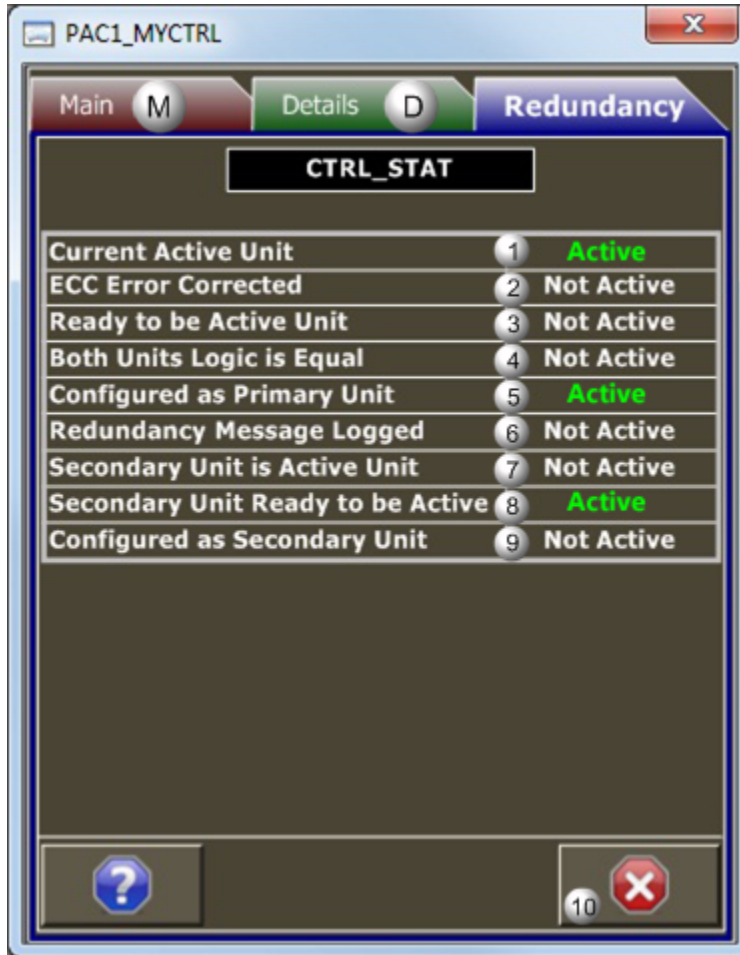 PAC1_MYCTRL
Main M Details D Redundancy
CTRL_STAT
Current Active Unit 1 Active
ECC Error Corrected 2 Not Active
Ready to be Active Unit 3 Not Active
Both Units Logic is Equal 4 Not Active
Configured as Primary Unit 5 Active
Redundancy Message Logged 6 Not Active
Secondary Unit is Active Unit 7 Not Active
Secondary Unit Ready to be Active 8 Active
Configured as Secondary Unit 9 Not Active
? 10